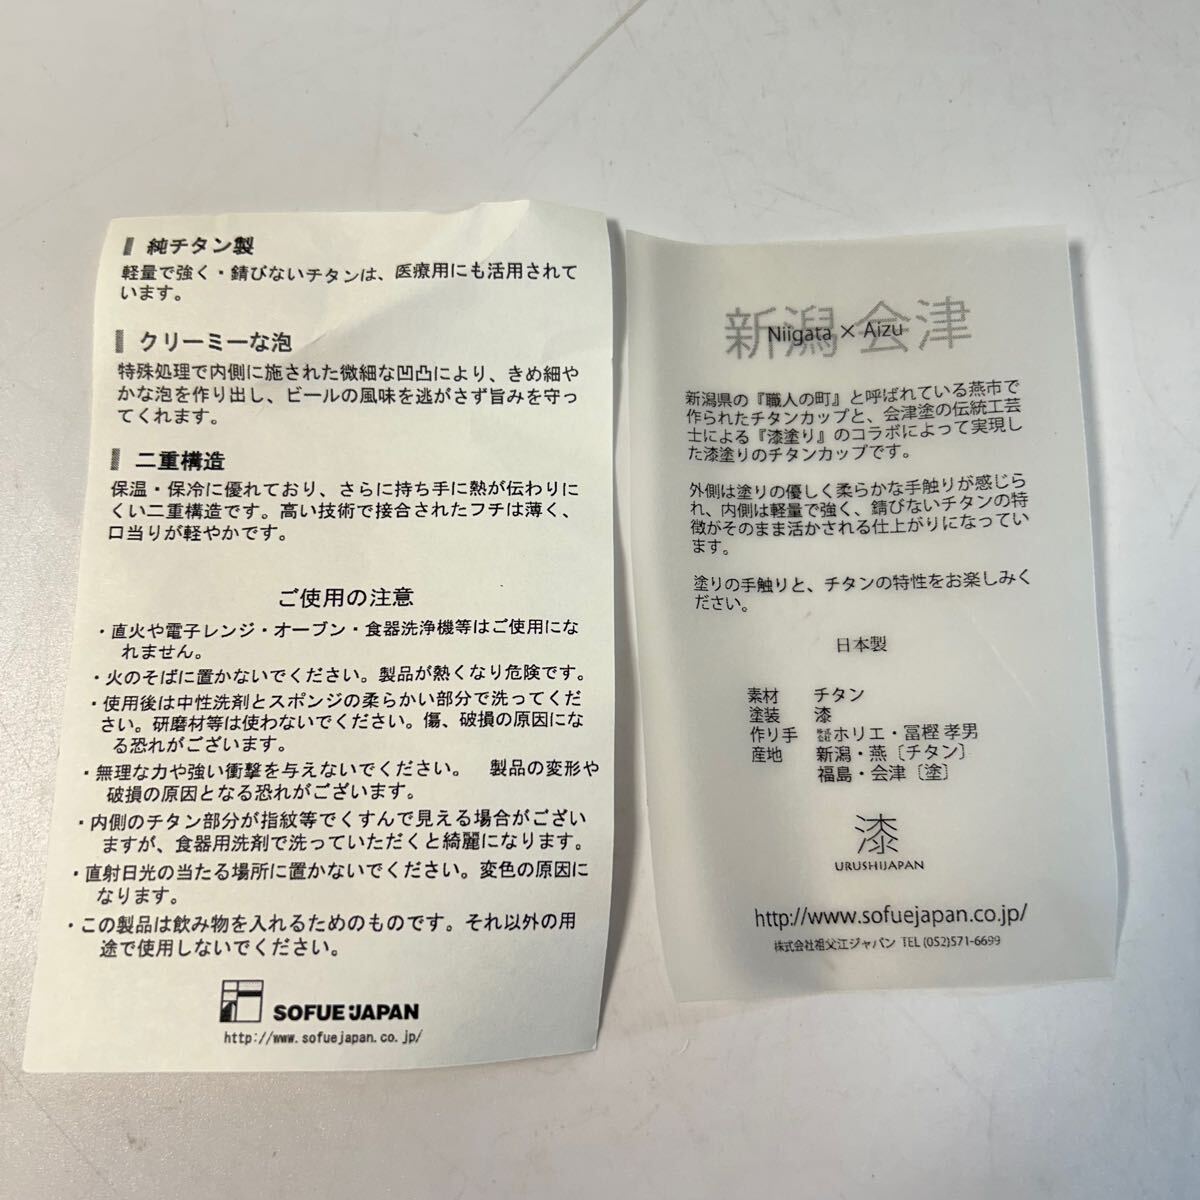 純チタン製
軽量で強く・錆びないチタンは、医療用にも活用されて
います。
クリーミーな泡
特殊処理で内側に施された微細な凹凸により、きめ細や
かな泡を作り出し、ビールの風味を逃がさず旨みを守っ
てくれます。
二重構造
保温・保冷に優れており、さらに持ち手に熱が伝わりに
くい二重構造です。高い技術で接合されたフチは薄く、
口当りが軽やかです。
ご使用の注意
・直火や電子レンジ・オーブン・食器洗浄機等はご使用にな
れません。
・火のそばに置かないでください。製品が熱くなり危険です。
・使用後は中性洗剤とスポンジの柔らかい部分で洗ってくだ
さい。研磨材等は使わないでください。傷、破損の原因にな
る恐れがございます。
・無理な力や強い衝撃を与えないでください。 製品の変形や
破損の原因となる恐れがございます。
・内側のチタン部分が指紋等でくすんで見える場合がござい
ますが、食器用洗剤で洗っていただくと綺麗になります。
・直射日光の当たる場所に置かないでください。変色の原因に
なります。
・この製品は飲み物を入れるためのものです。それ以外の用
途で使用しないでください。
SOFUE JAPAN
http://www.sofuejapan.co.jp/
新潟 会津
Niigata × Aizu
新潟県の『職人の町』と呼ばれている燕市で
作られたチタンカップと、会津塗の伝統工芸
士による『漆塗り』のコラボによって実現し
た漆塗りのチタンカップです。
外側は塗りの優しく柔らかな手触りが感じら
れ、内側は軽量で強く、錆びないチタンの特
徴がそのまま活かされる仕上がりになってい
ます。
塗りの手触りと、チタンの特性をお楽しみく
ださい。
日本製
素材 チタン
塗装 漆
作り手 株式会社ホリエ・冨樫 孝男
産地 新潟・燕〔チタン〕
福島・会津〔塗〕
漆
URUSHIJAPAN
http://www.sofuejapan.co.jp/
株式会社祖父江ジャパン TEL (052)571-6699